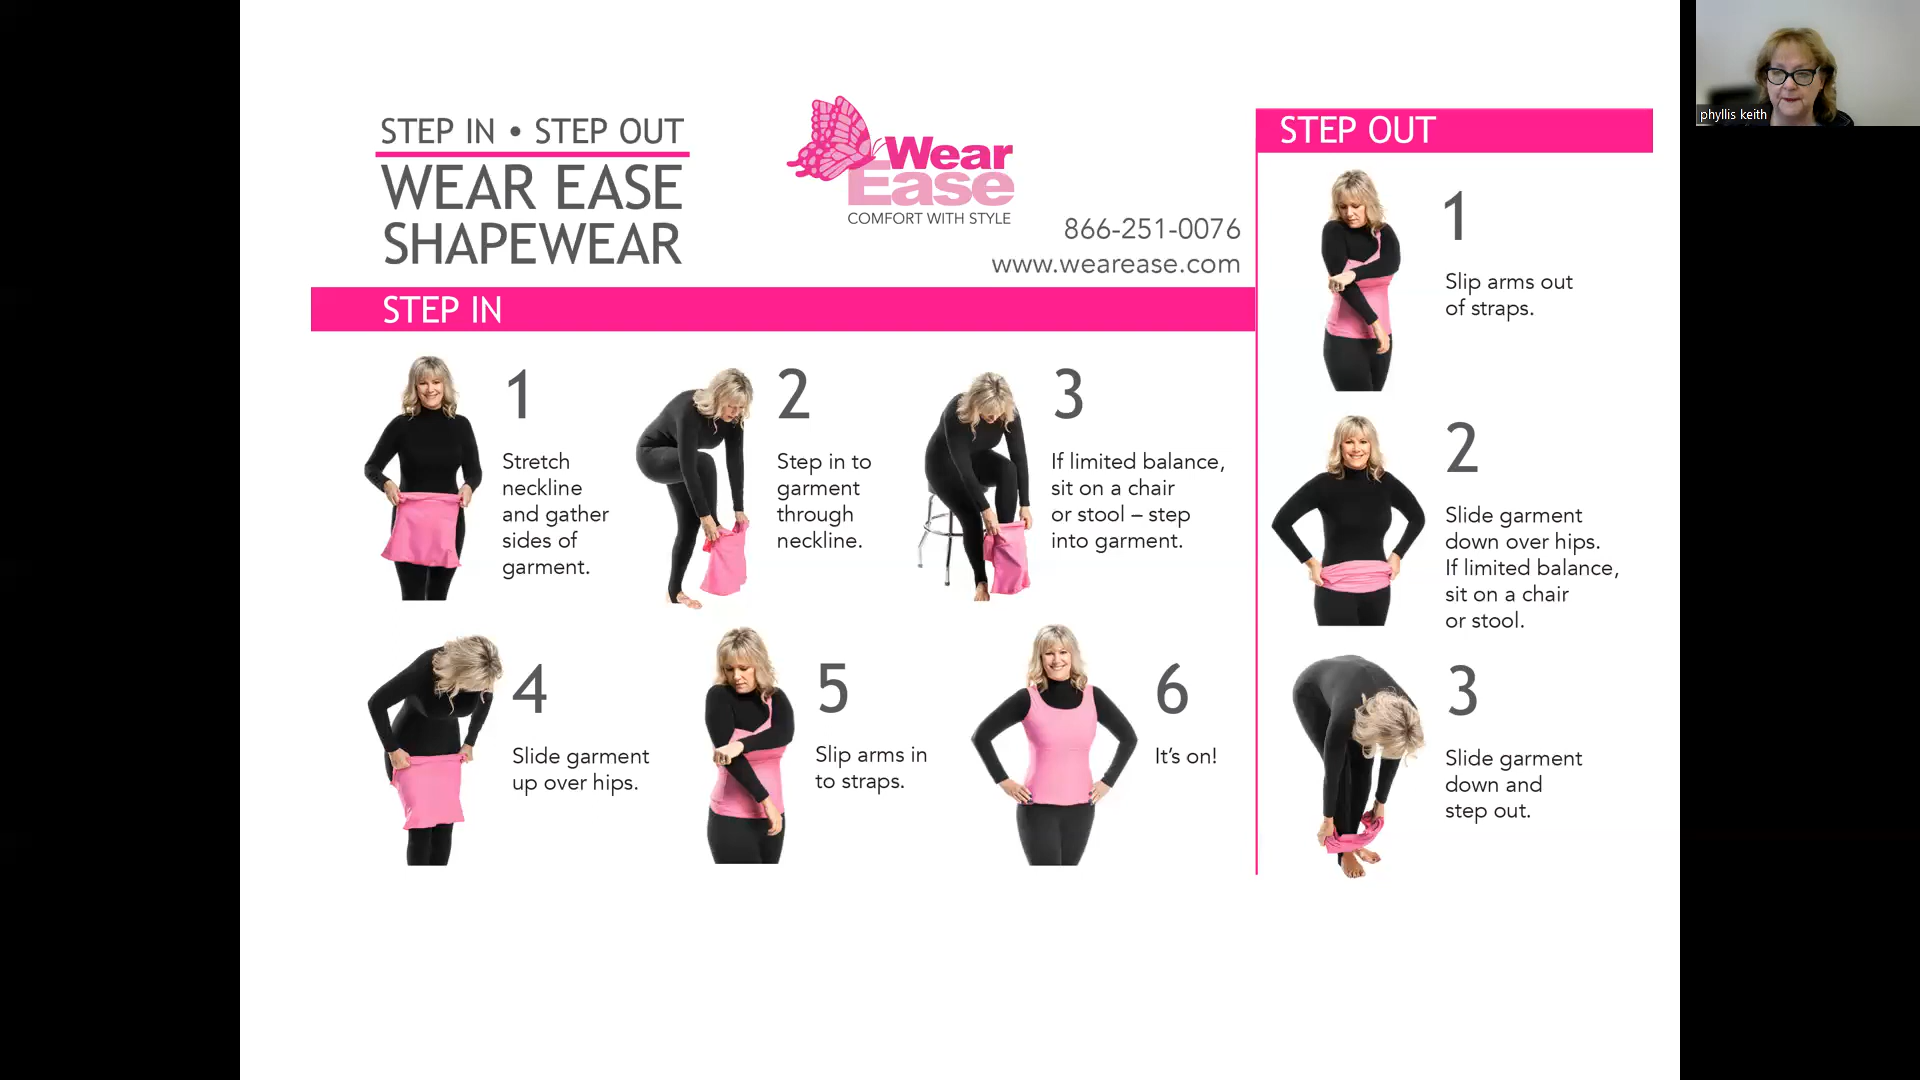 STEP IN • STEP OUT
WEAR EASE
SHAPEWEAR
Wear
Ease
COMFORT WITH STYLE
866-251-0076
www.wearease.com
STEP IN
1
Stretch
neckline
and gather
sides of
garment.
2
Step in to
garment
through
neckline.
3
If limited balance,
sit on a chair
or stool – step
into garment.
4
Slide garment
up over hips.
5
Slip arms in
to straps.
6
It's on!
STEP OUT
1
Slip arms out
of straps.
2
Slide garment
down over hips.
If limited balance,
sit on a chair
or stool.
3
Slide garment
down and
step out.
phyllis keith